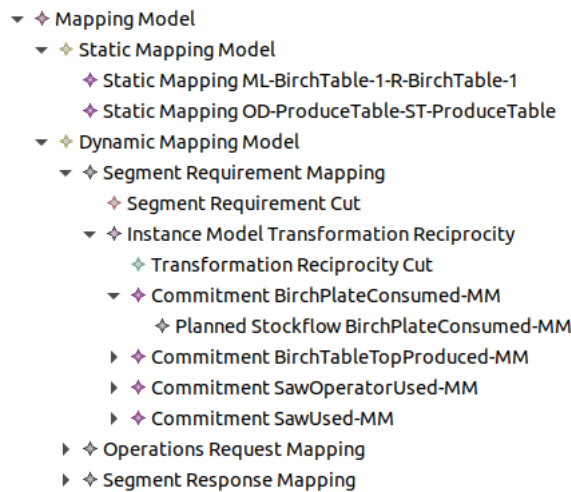 Mapping Model
Static Mapping Model
Static Mapping ML-BirchTable-1-R-BirchTable-1
Static Mapping OD-ProduceTable-ST-ProduceTable
Dynamic Mapping Model
Segment Requirement Mapping
Segment Requirement Cut
Instance Model Transformation Reciprocity
Transformation Reciprocity Cut
Commitment BirchPlateConsumed-MM
Planned Stockflow BirchPlateConsumed-MM
Commitment BirchTableTopProduced-MM
Commitment SawOperatorUsed-MM
Commitment SawUsed-MM
Operations Request Mapping
Segment Response Mapping